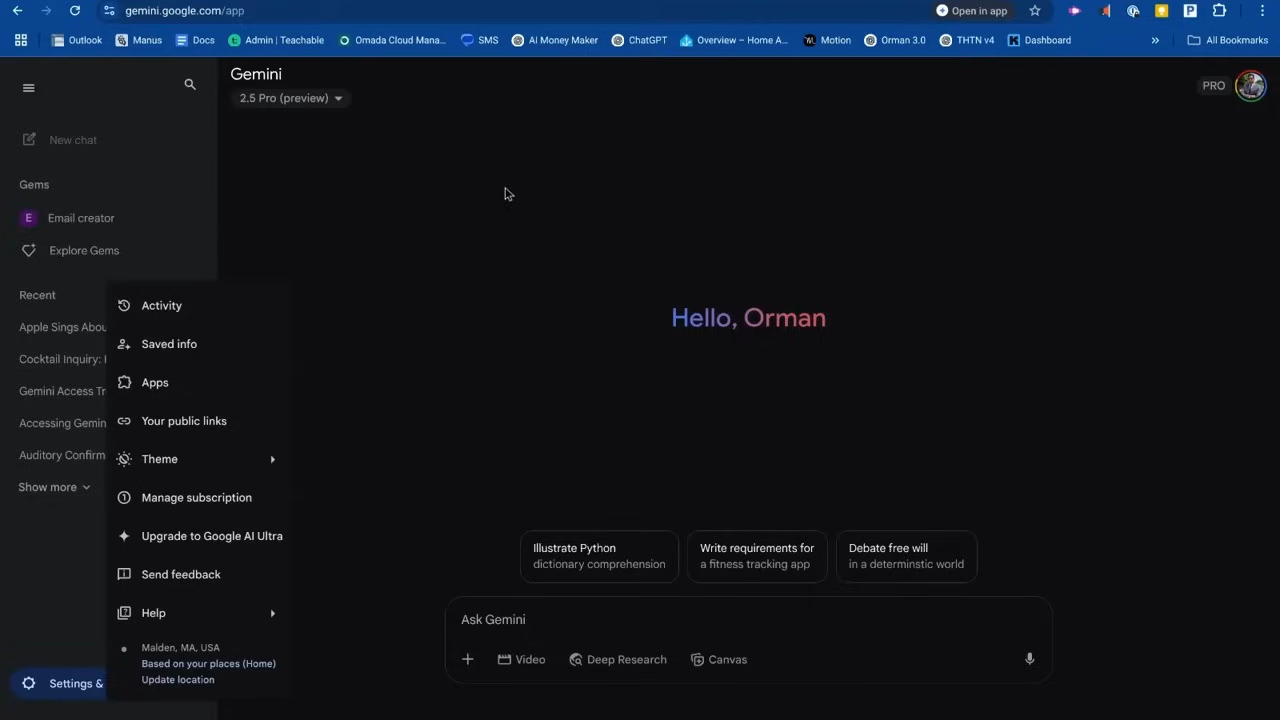 gemini.google.com/app
Open in app
P
Outlook
Manus
Docs
Admin | Teachable
Omada Cloud Mana...
SMS
AI Money Maker
ChatGPT
Overview – Home A...
Motion
Orman 3.0
THTN v4
Dashboard
»
All Bookmarks
Gemini
2.5 Pro (preview)
PRO
New chat
Gems
E
Email creator
Explore Gems
Recent
Apple Sings Abou
Cocktail Inquiry:
Gemini Access Tr
Accessing Gemin
Auditory Confirm
Show more
Settings &
Activity
Saved info
Apps
Your public links
Theme
Manage subscription
Upgrade to Google AI Ultra
Send feedback
Help
Malden, MA, USA
Based on your places (Home)
Update location
Hello, Orman
Illustrate Python
dictionary comprehension
Write requirements for
a fitness tracking app
Debate free will
in a determinstic world
Ask Gemini
Video
Deep Research
Canvas